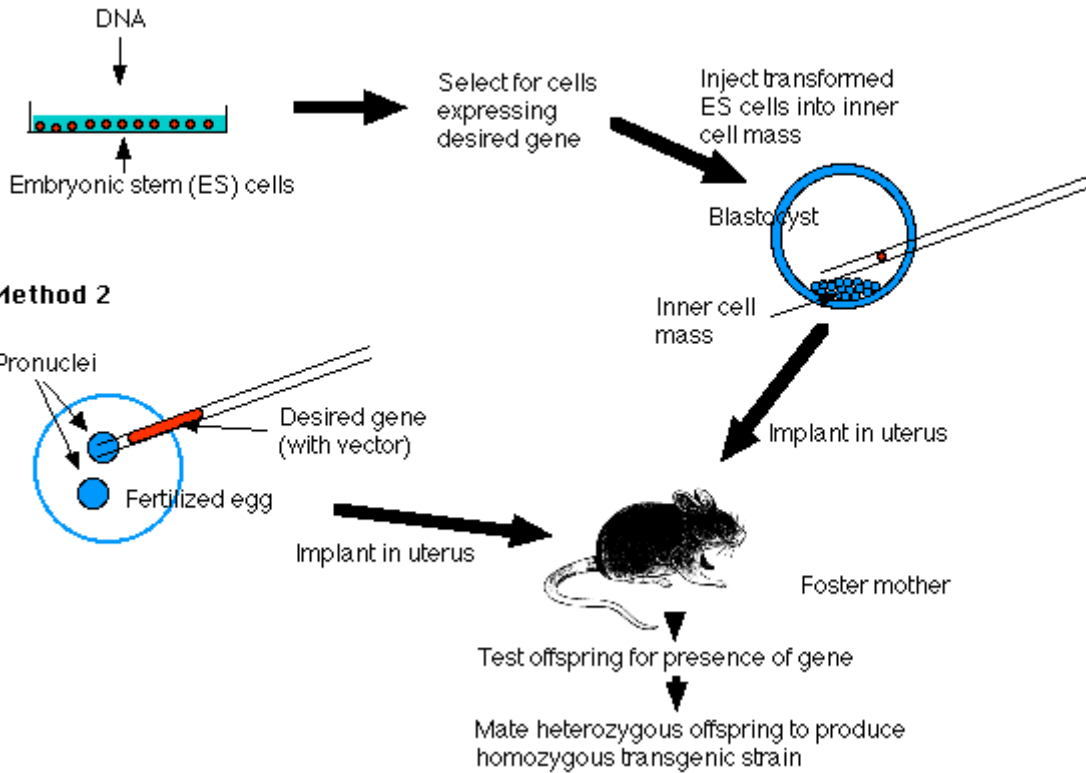 DNA
Embryonic stem (ES) cells
Select for cells
expressing
desired gene
Inject transformed
ES cells into inner
cell mass
Blastocyst
Inner cell
mass
Implant in uterus
Method 2
Pronuclei
Desired gene
(with vector)
Fertilized egg
Implant in uterus
Foster mother
Test offspring for presence of gene
Mate heterozygous offspring to produce
homozygous transgenic strain